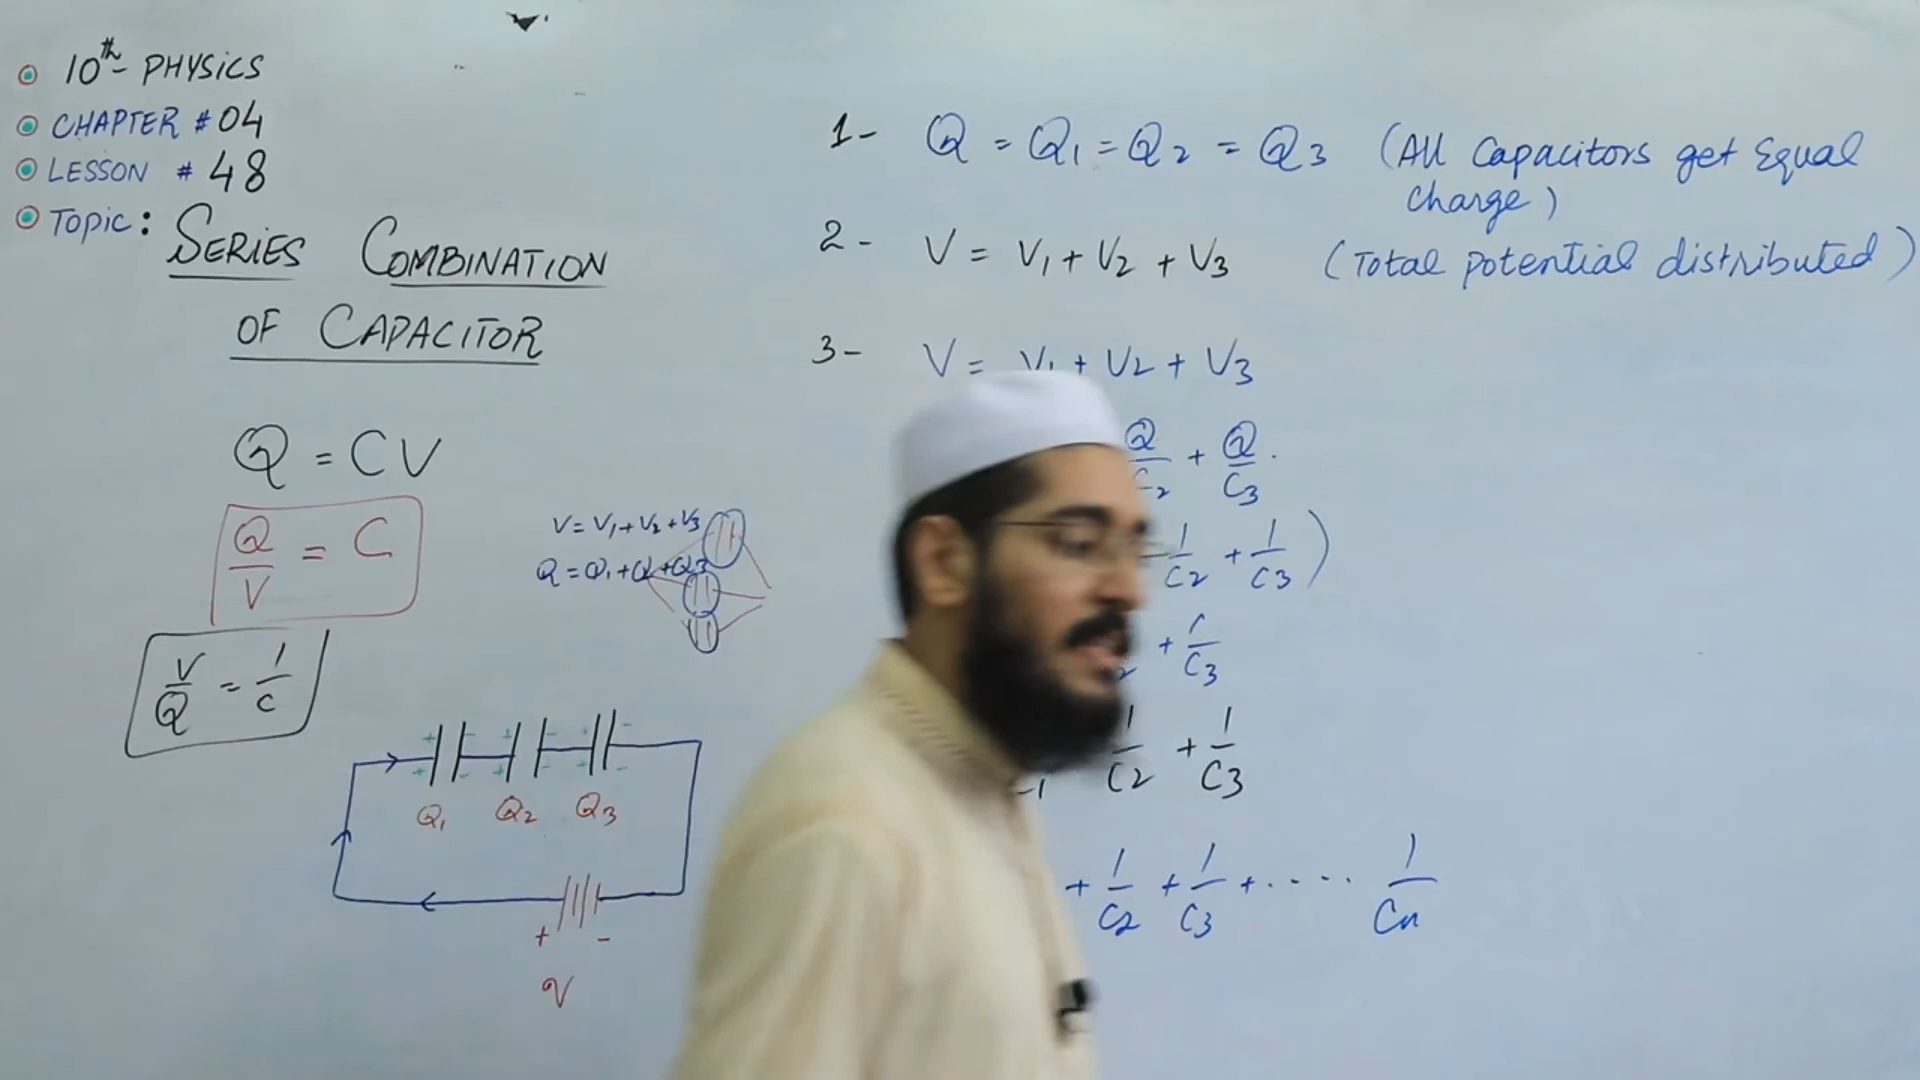 10th PHYSICS
CHAPTER # 04
LESSON # 48
TOPIC: SERIES COMBINATION
OF CAPACITOR
Q = CV
Q/V = C
V/Q = 1/C
V = V1 + V2 + V3
Q = Q1 + Q + Q3
+ - + - + -
+ - + - + -
Q1 Q2 Q3
+ -
V
1- Q = Q1 = Q2 = Q3 (All Capacitors get Equal
charge)
2- V = V1 + V2 + V3 (Total potential distributed)
3- V = V1 + V2 + V3
Q/C2 + Q/C3
1/C2 + 1/C3 )
+ 1/C3
1/C2 + 1/C3
+ 1/C2 + 1/C3 + .... 1/Cn